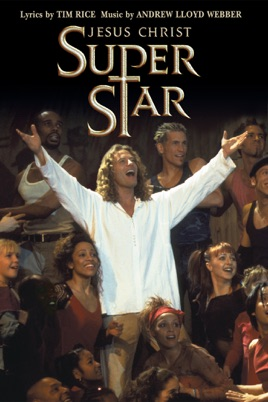 Lyrics by TIM RICE Music by ANDREW LLOYD WEBBER
JESUS CHRIST
SUPER
STAR